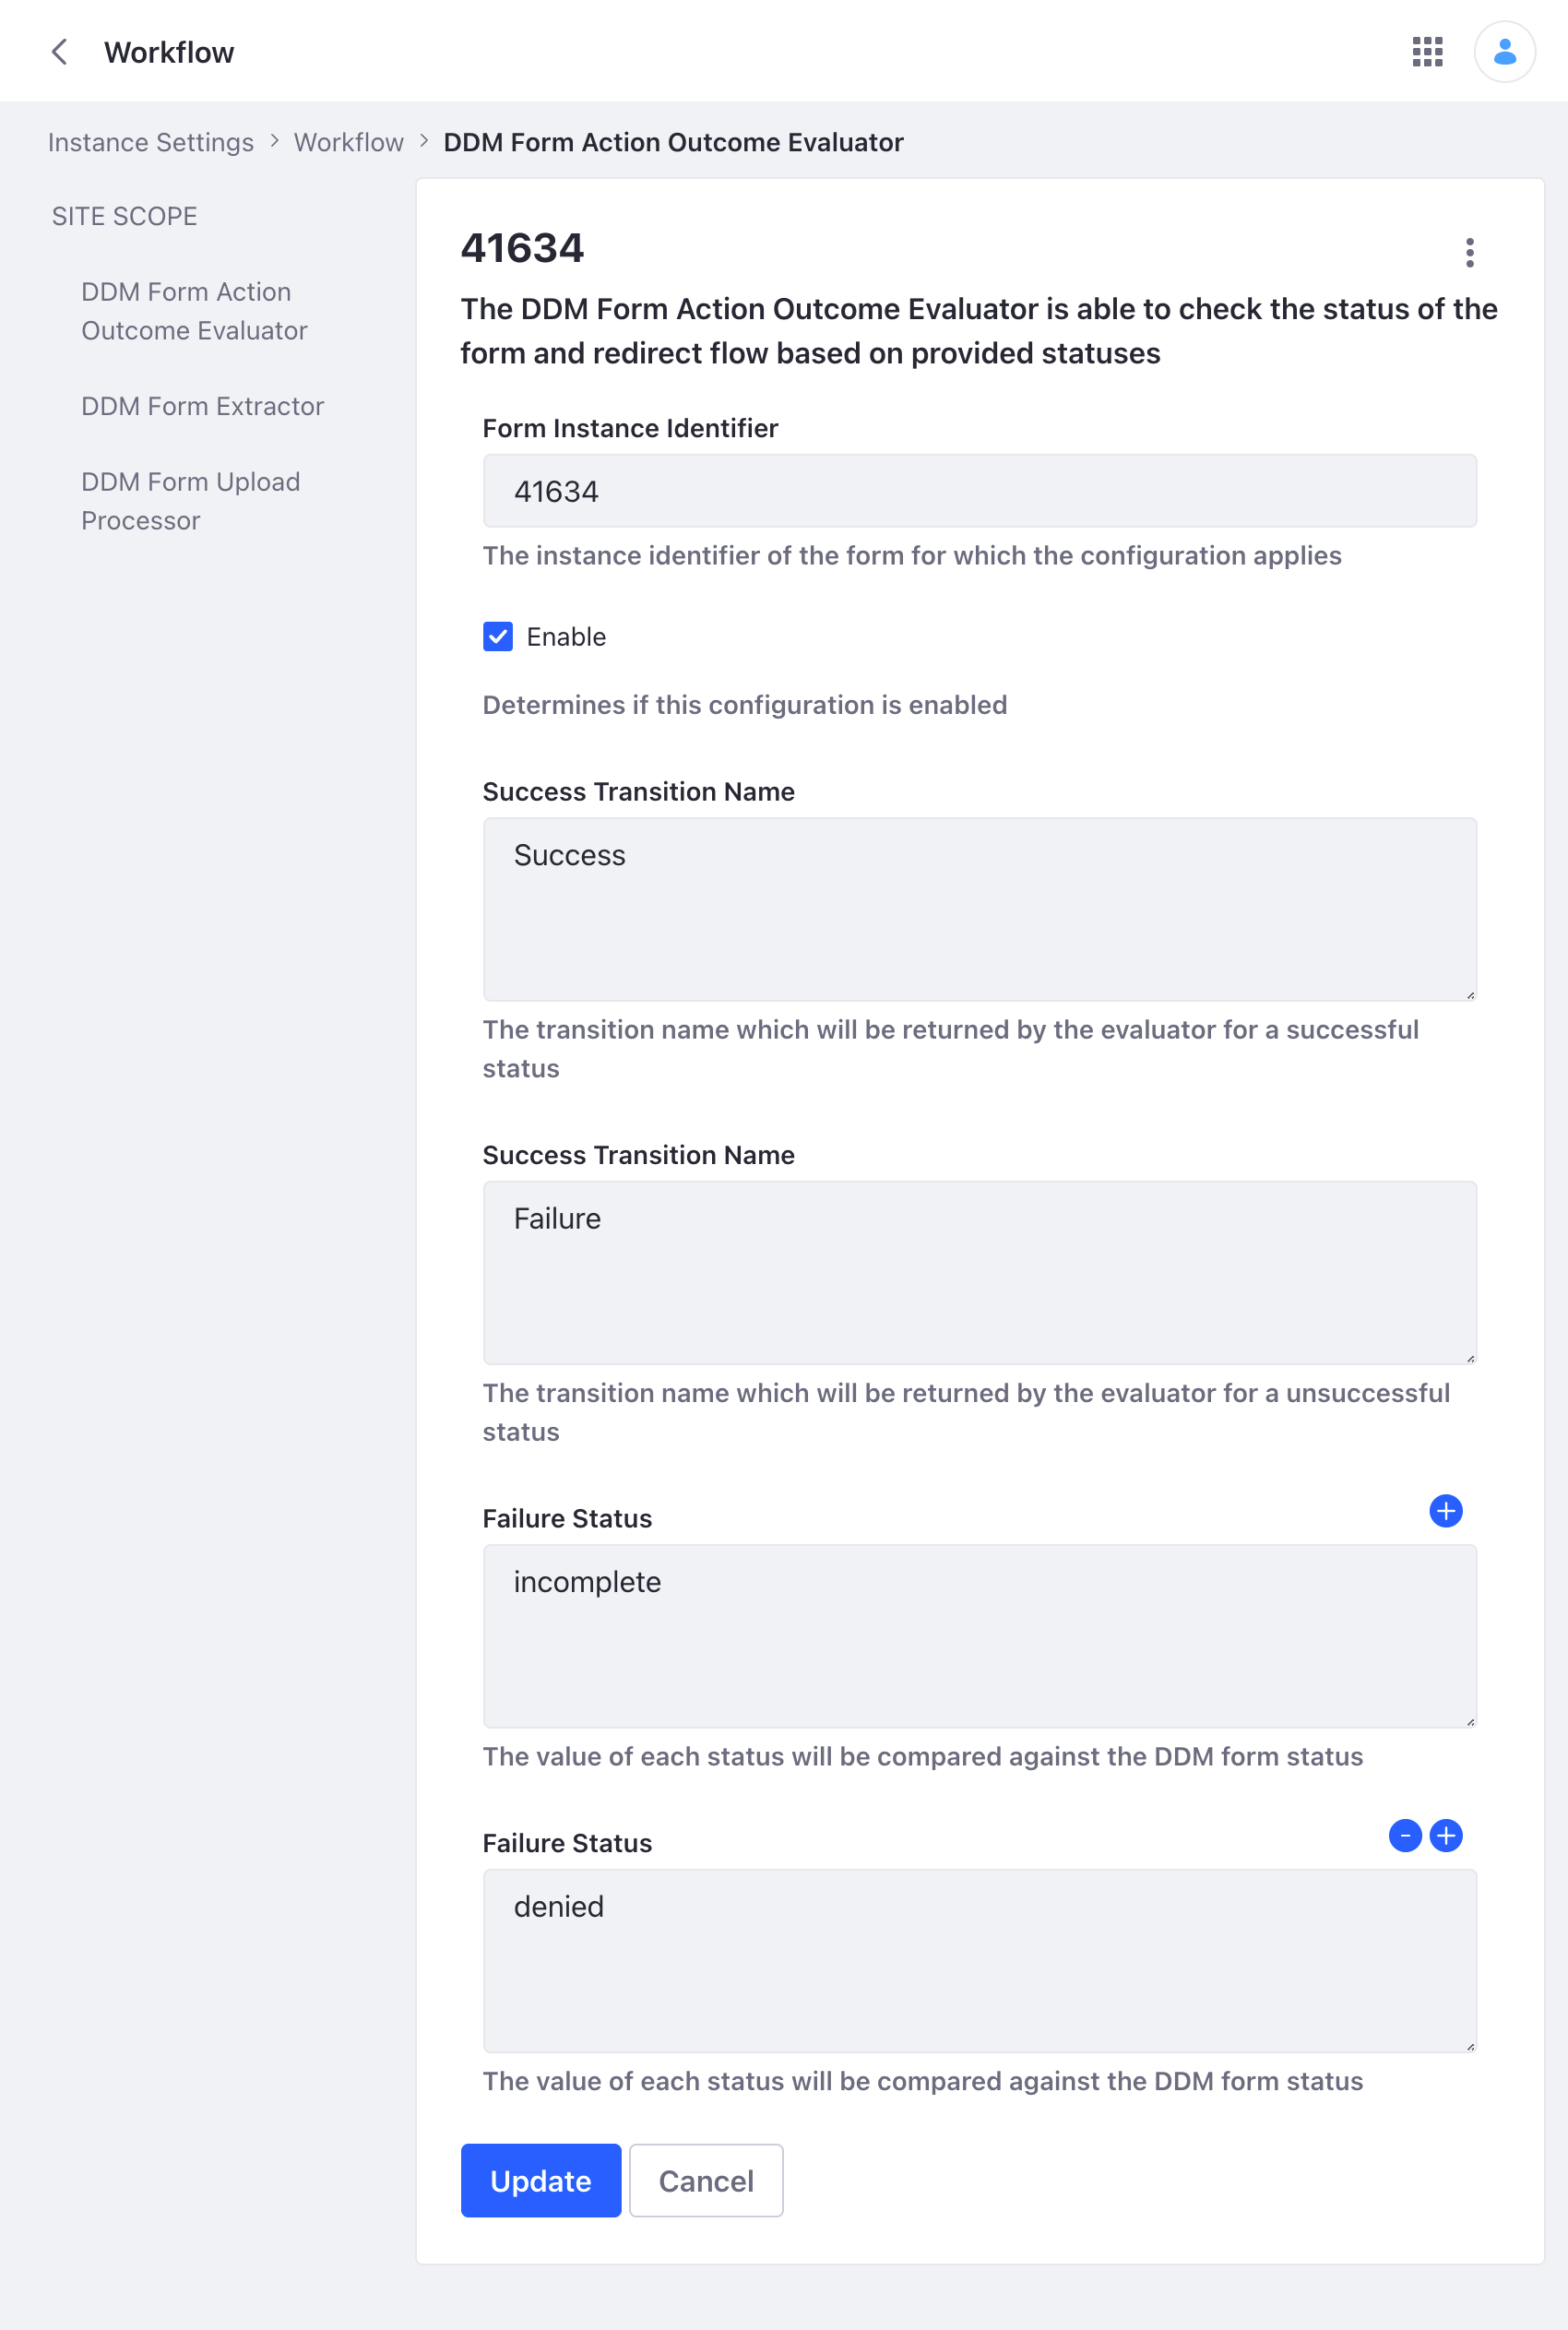 Workflow
Instance Settings > Workflow > DDM Form Action Outcome Evaluator
SITE SCOPE
DDM Form Action
Outcome Evaluator
DDM Form Extractor
DDM Form Upload
Processor
41634
The DDM Form Action Outcome Evaluator is able to check the status of the
form and redirect flow based on provided statuses
Form Instance Identifier
41634
The instance identifier of the form for which the configuration applies
Enable
Determines if this configuration is enabled
Success Transition Name
Success
The transition name which will be returned by the evaluator for a successful
status
Success Transition Name
Failure
The transition name which will be returned by the evaluator for a unsuccessful
status
Failure Status
incomplete
The value of each status will be compared against the DDM form status
Failure Status
denied
The value of each status will be compared against the DDM form status
Update Cancel